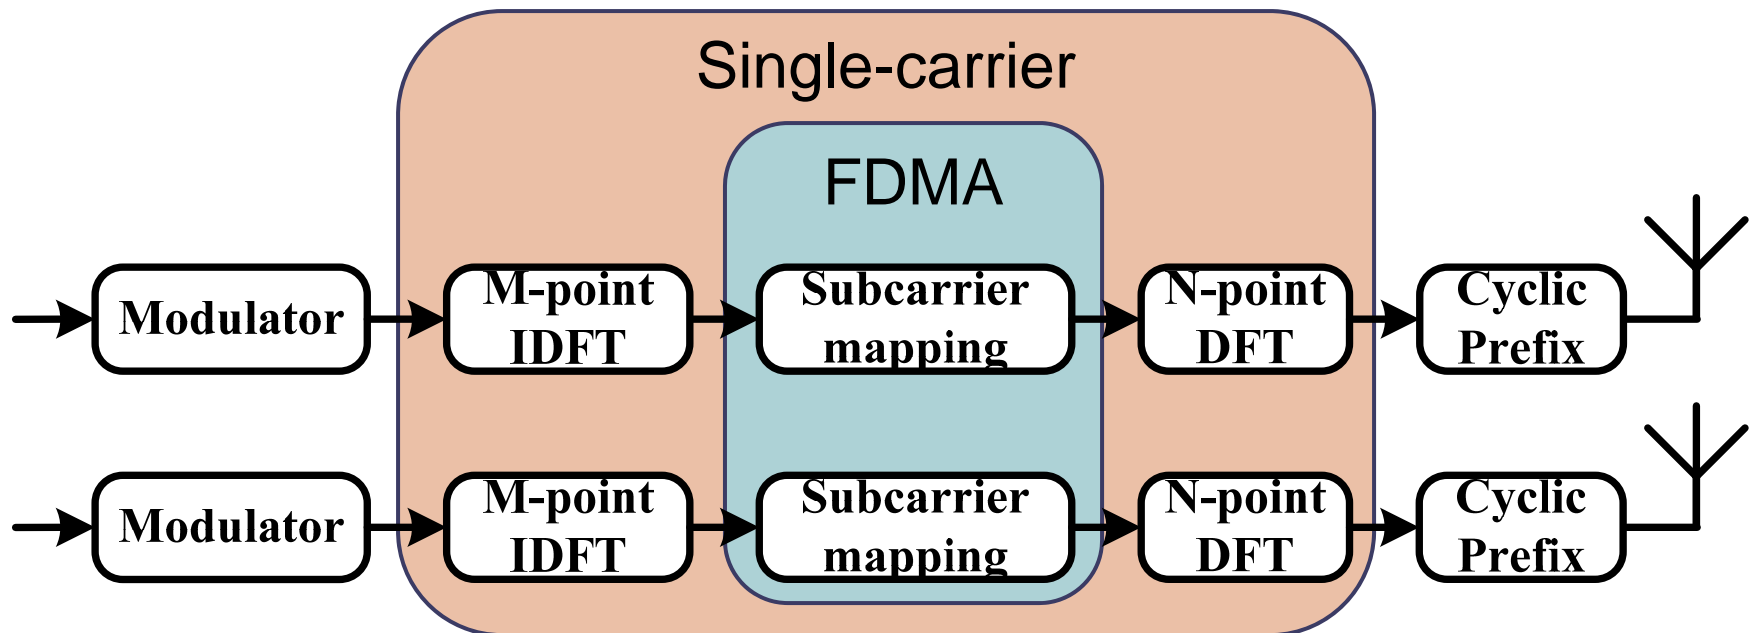 Single-carrier
FDMA
Modulator
M-point
IDFT
Subcarrier
mapping
N-point
DFT
Cyclic
Prefix
Modulator
M-point
IDFT
Subcarrier
mapping
N-point
DFT
Cyclic
Prefix